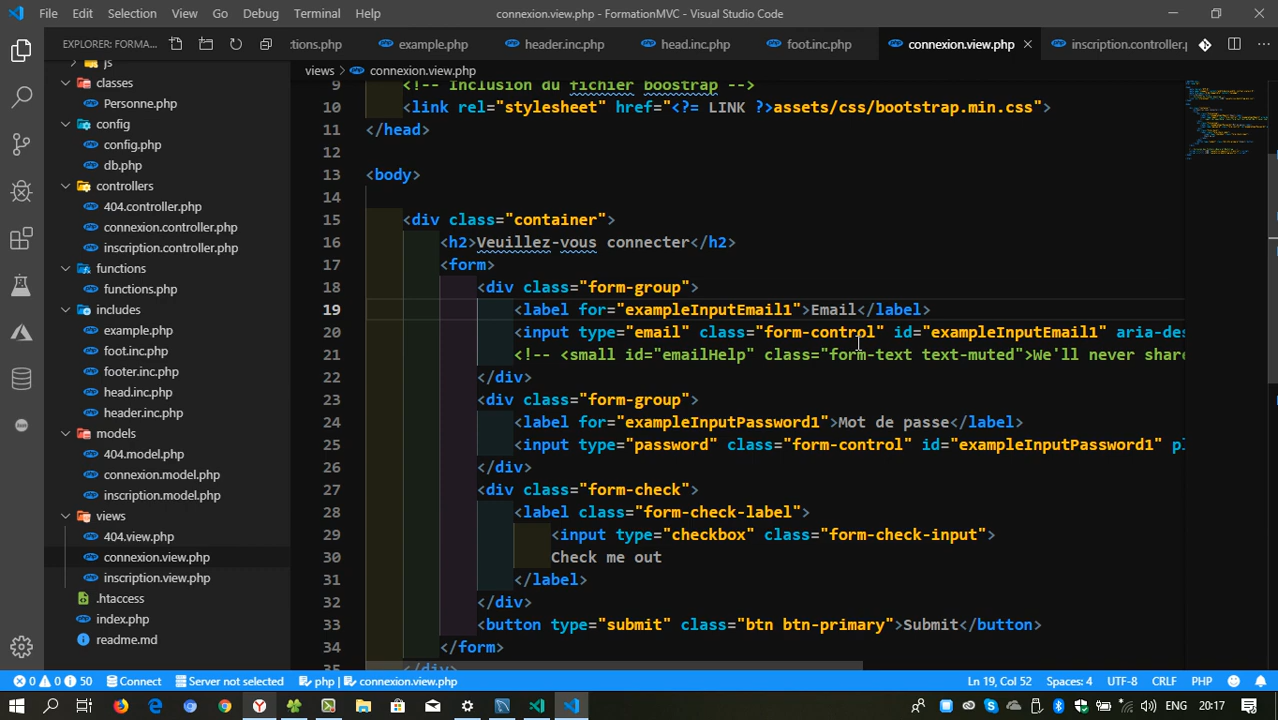 File Edit Selection View Go Debug Terminal Help connexion.view.php - FormationMVC - Visual Studio Code
EXPLORER: FORMA... ctions.php example.php header.inc.php head.inc.php foot.inc.php connexion.view.php inscription.controller.p
views > connexion.view.php
js
classes
Personne.php
config
config.php
db.php
controllers
404.controller.php
connexion.controller.php
inscription.controller.php
functions
functions.php
includes
example.php
foot.inc.php
footer.inc.php
head.inc.php
header.inc.php
models
404.model.php
connexion.model.php
inscription.model.php
views
404.view.php
connexion.view.php
inscription.view.php
.htaccess
index.php
readme.md
9 <!-- Inclusion du fichier boostrap -->
10 <link rel="stylesheet" href="<?= LINK ?>assets/css/bootstrap.min.css">
11 </head>
12
13 <body>
14
15 <div class="container">
16 <h2>Veuillez-vous connecter</h2>
17 <form>
18 <div class="form-group">
19 <label for="exampleInputEmail1">Email</label>
20 <input type="email" class="form-control" id="exampleInputEmail1" aria-des
21 <!-- <small id="emailHelp" class="form-text text-muted">We'll never share
22 </div>
23 <div class="form-group">
24 <label for="exampleInputPassword1">Mot de passe</label>
25 <input type="password" class="form-control" id="exampleInputPassword1" pl
26 </div>
27 <div class="form-check">
28 <label class="form-check-label">
29 <input type="checkbox" class="form-check-input">
30 Check me out
31 </label>
32 </div>
33 <button type="submit" class="btn btn-primary">Submit</button>
34 </form>
35 </div>
0 0 50 Connect Server not selected php | connexion.view.php Ln 19, Col 52 Spaces: 4 UTF-8 CRLF PHP
ENG 20:17